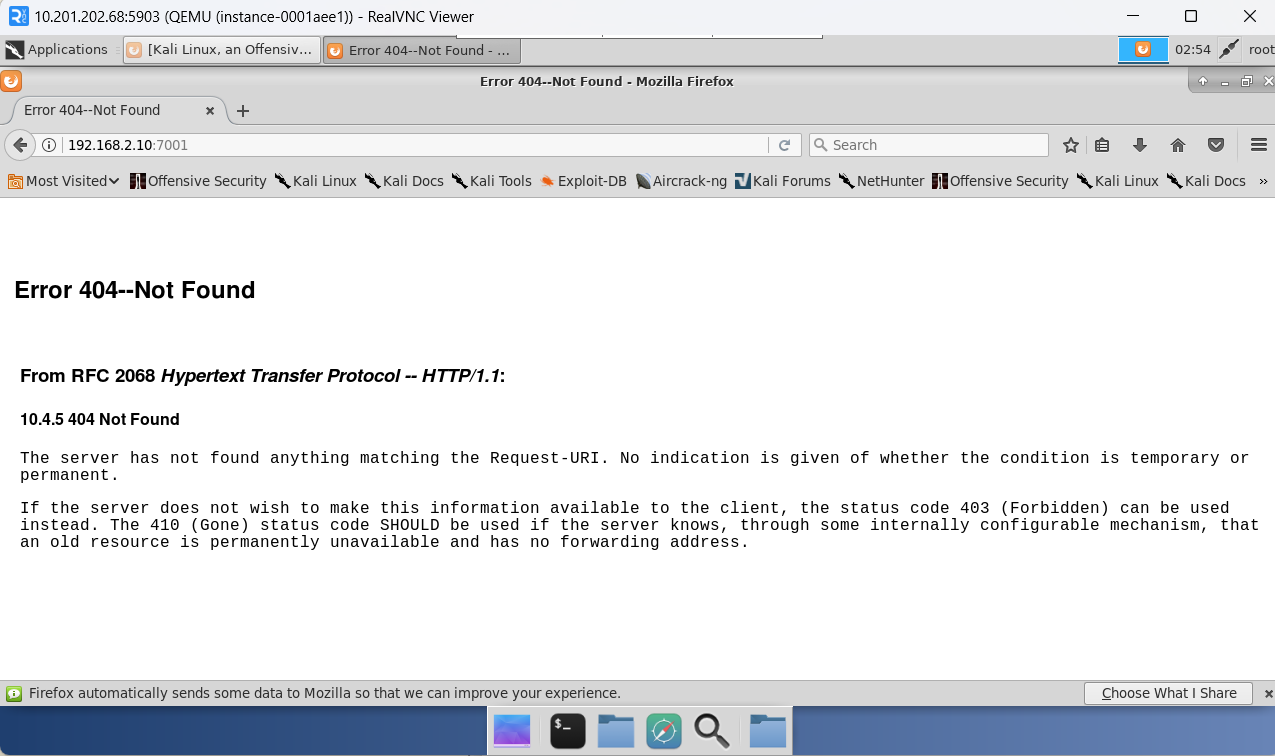 10.201.202.68:5903 (QEMU (instance-0001aee1)) - RealVNC Viewer
Applications
[Kali Linux, an Offensiv...
Error 404--Not Found - ...
02:54
root
Error 404--Not Found - Mozilla Firefox
Error 404--Not Found
192.168.2.10:7001
Search
Most Visited
Offensive Security
Kali Linux
Kali Docs
Kali Tools
Exploit-DB
Aircrack-ng
Kali Forums
NetHunter
Offensive Security
Kali Linux
Kali Docs
»
Error 404--Not Found
From RFC 2068 Hypertext Transfer Protocol -- HTTP/1.1:
10.4.5 404 Not Found
The server has not found anything matching the Request-URI. No indication is given of whether the condition is temporary or
permanent.
If the server does not wish to make this information available to the client, the status code 403 (Forbidden) can be used
instead. The 410 (Gone) status code SHOULD be used if the server knows, through some internally configurable mechanism, that
an old resource is permanently unavailable and has no forwarding address.
Firefox automatically sends some data to Mozilla so that we can improve your experience.
Choose What I Share
$_